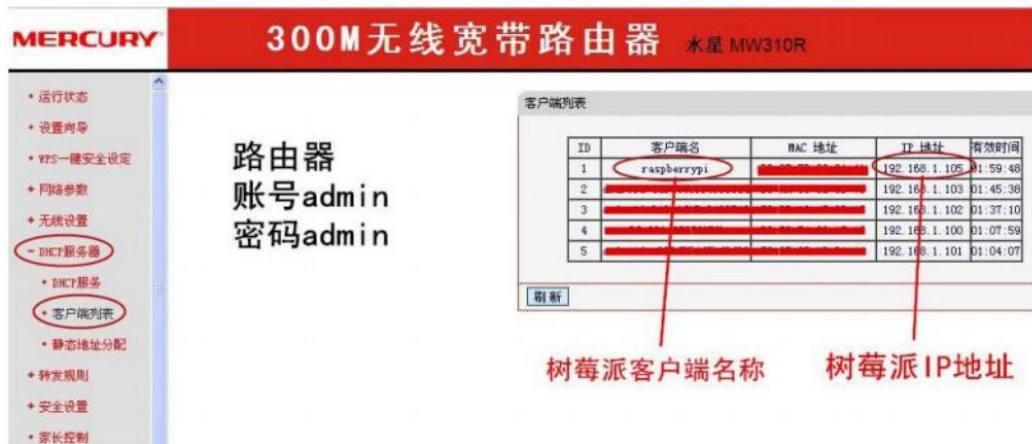 MERCURY
300M无线宽带路由器 水星 MW310R
• 运行状态
• 设置向导
• WPS一键安全设定
+ 网络参数
+ 无线设置
- DHCP服务器
• DHCP服务
• 客户端列表
• 静态地址分配
+ 转发规则
+ 安全设置
• 家长控制
路由器
账号admin
密码admin
客户端列表
ID 客户端名 MAC 地址 IP 地址 有效时间
1 raspberrypi 192.168.1.105 01:59:48
2 192.168.1.103 01:45:38
3 192.168.1.102 01:37:10
4 192.168.1.100 01:07:59
5 192.168.1.101 01:04:07
刷新
树莓派客户端名称
树莓派IP地址